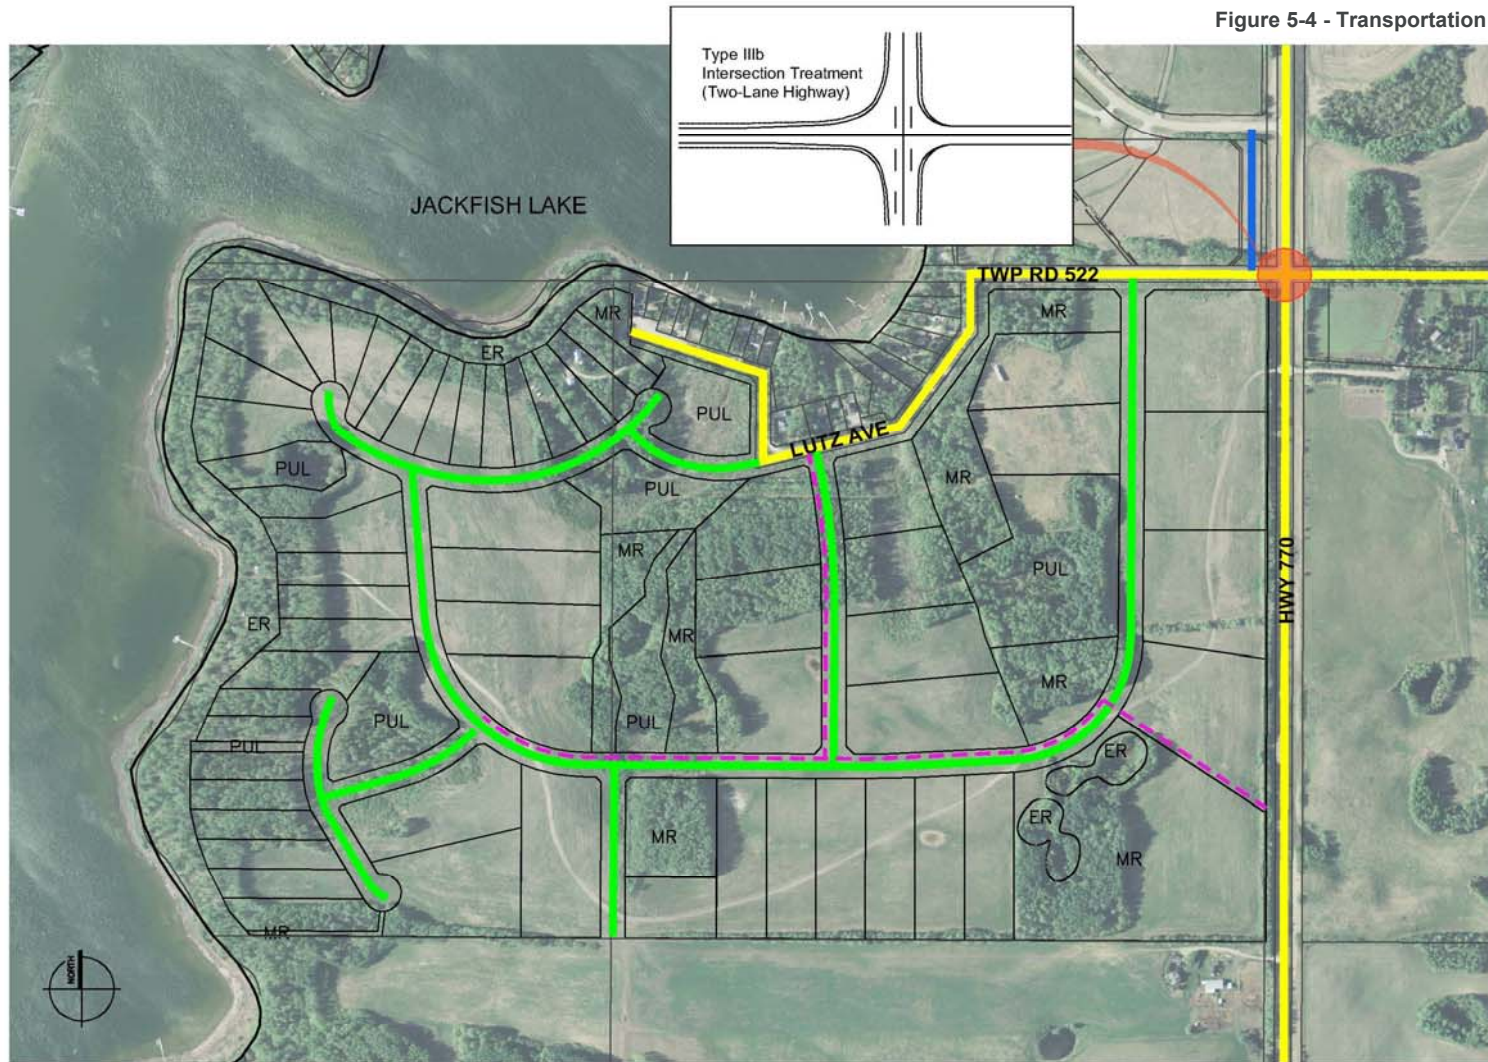 Figure 5-4 - Transportation
Type IIIb
Intersection Treatment
(Two-Lane Highway)
JACKFISH LAKE
TWP RD 522
MR
MR
ER
PUL
LUTZ AVE
PUL
MR
PUL
HWY 770
MR
PUL
ER
MR
MR
PUL
PUL
PUL
ER
ER
MR
MR
MR
NORTH